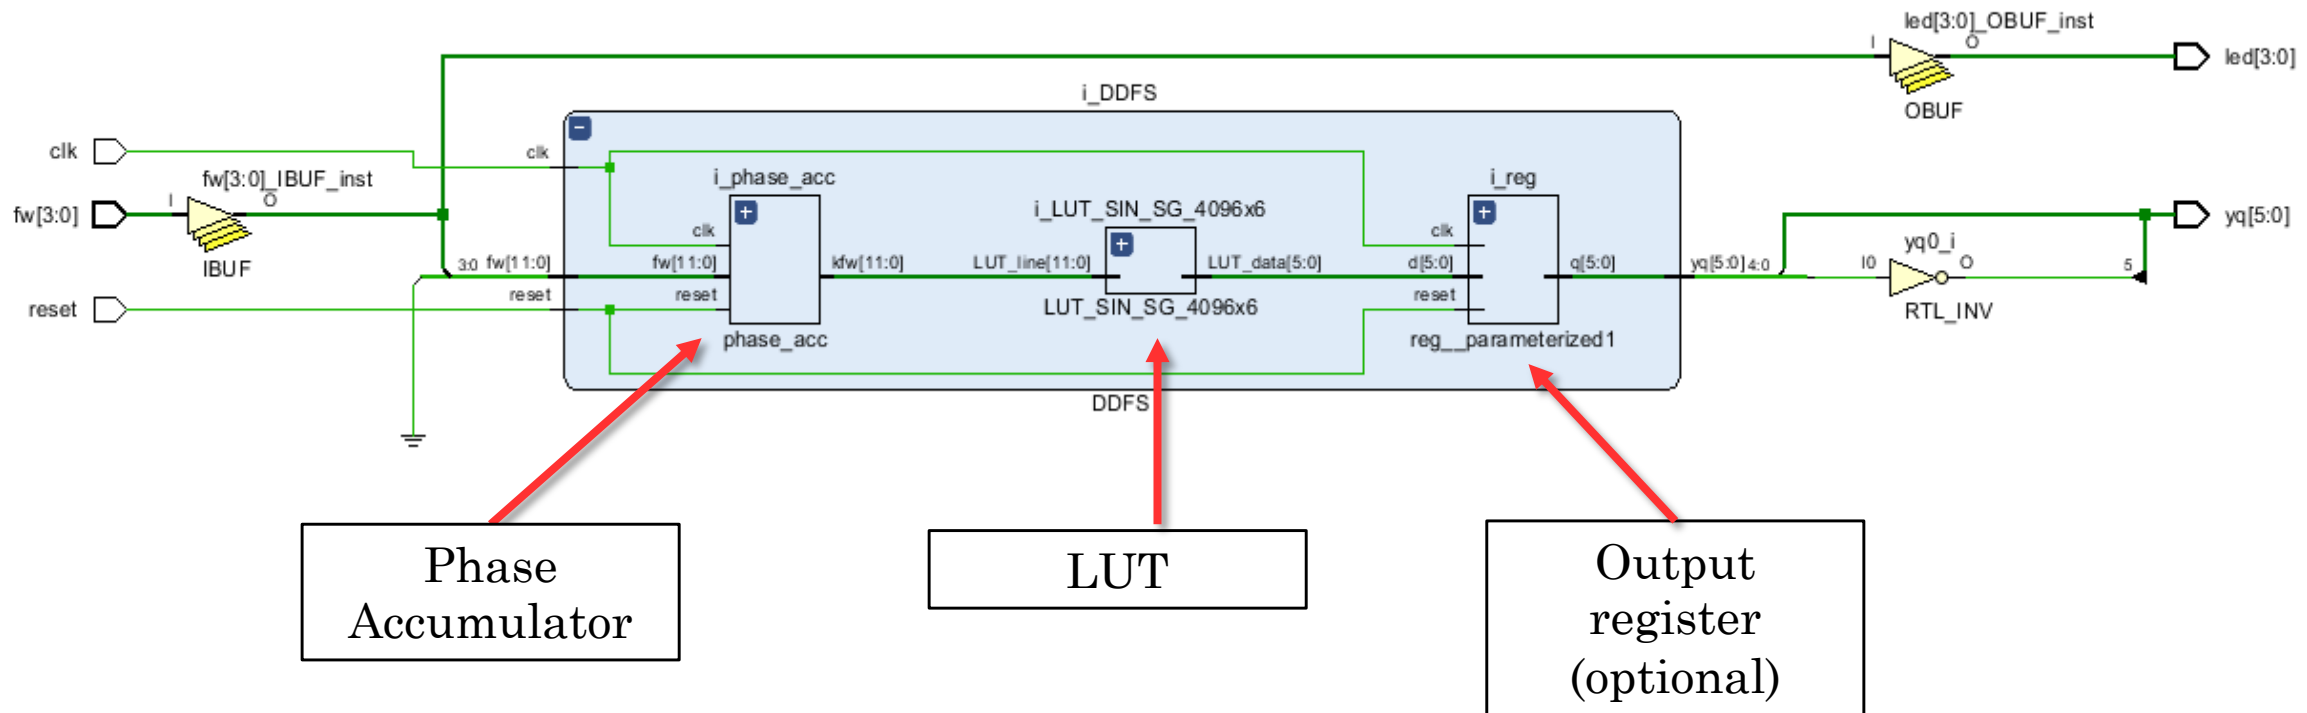 led[3:0]_OBUF_inst
I
O
led[3:0]
OBUF
i_DDFS
clk
clk
fw[3:0]_IBUF_inst
I
O
fw[3:0]
IBUF
3:0 fw[11:0]
reset
reset
i_phase_acc
clk
fw[11:0]
reset
kfw[11:0]
phase_acc
i_LUT_SIN_SG_4096x6
LUT_line[11:0]
LUT_data[5:0]
LUT_SIN_SG_4096x6
i_reg
clk
d[5:0]
reset
q[5:0]
reg__parameterized1
yq[5:0] 4:0
yq0_i
I0
O
5
RTL_INV
yq[5:0]
DDFS
Phase
Accumulator
LUT
Output
register
(optional)